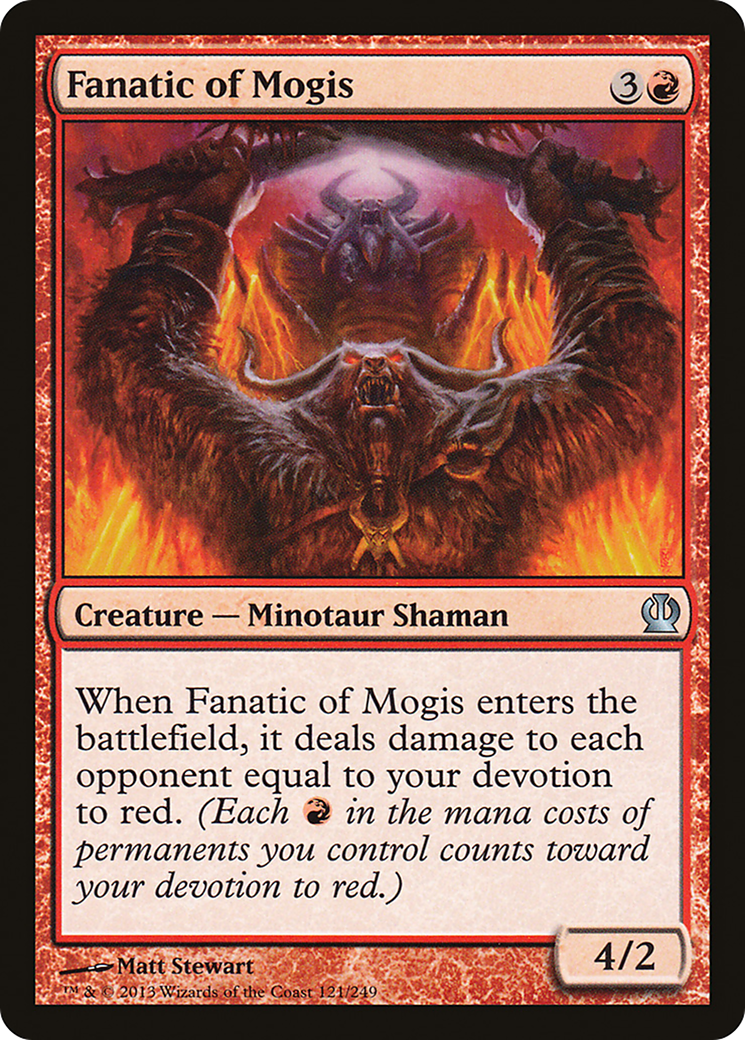 Fanatic of Mogis 3
Creature — Minotaur Shaman
When Fanatic of Mogis enters the
battlefield, it deals damage to each
opponent equal to your devotion
to red. (Each in the mana costs of
permanents you control counts toward
your devotion to red.)
4/2
Matt Stewart
™ & © 2013 Wizards of the Coast 121/249